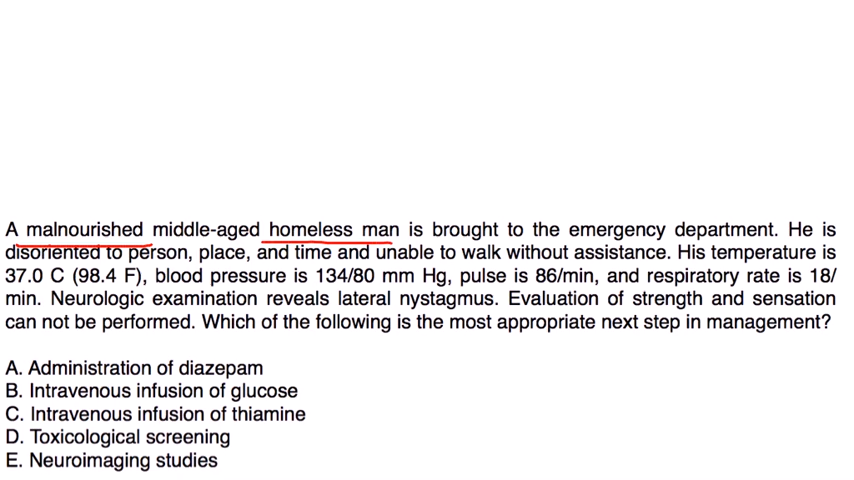 A malnourished middle-aged homeless man is brought to the emergency department. He is
disoriented to person, place, and time and unable to walk without assistance. His temperature is
37.0 C (98.4 F), blood pressure is 134/80 mm Hg, pulse is 86/min, and respiratory rate is 18/
min. Neurologic examination reveals lateral nystagmus. Evaluation of strength and sensation
can not be performed. Which of the following is the most appropriate next step in management?
A. Administration of diazepam
B. Intravenous infusion of glucose
C. Intravenous infusion of thiamine
D. Toxicological screening
E. Neuroimaging studies